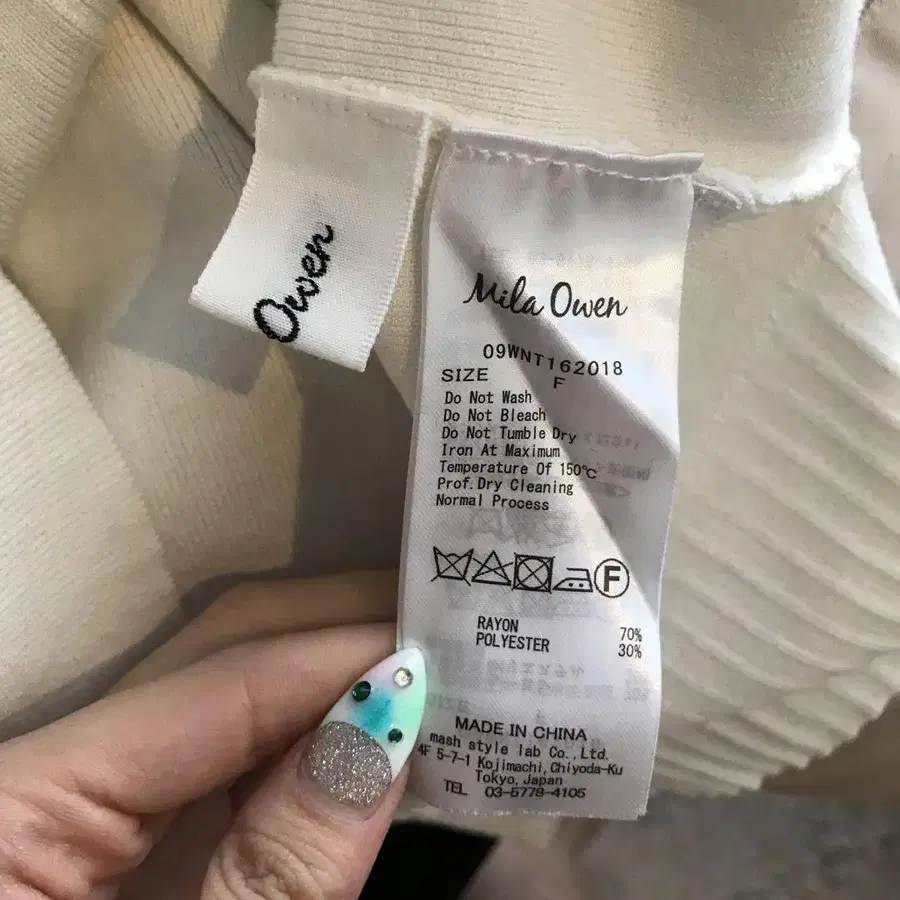 Owen
Mila Owen
09WNT162018
SIZE F
Do Not Wash
Do Not Bleach
Do Not Tumble Dry
Iron At Maximum
Temperature Of 150℃
Prof.Dry Cleaning
Normal Process
F
RAYON 70%
POLYESTER 30%
MADE IN CHINA
mash style lab Co.,Ltd.
4F 5-7-1 Kojimachi,Chiyoda-Ku
Tokyo,Japan
TEL 03-5778-4105